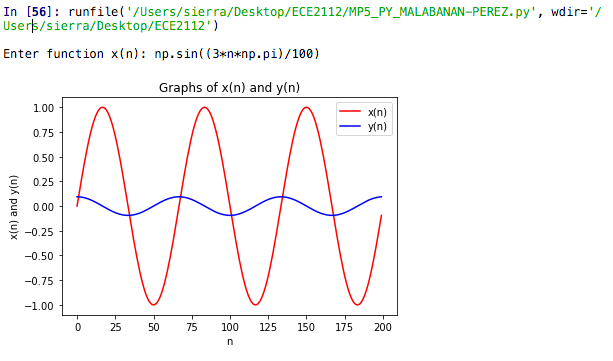 In [56]: runfile('/Users/sierra/Desktop/ECE2112/MP5_PY_MALABANAN-PEREZ.py', wdir='/
Users/sierra/Desktop/ECE2112')
Enter function x(n): np.sin((3*n*np.pi)/100)
Graphs of x(n) and y(n)
x(n)
y(n)
1.00
0.75
0.50
0.25
0.00
−0.25
−0.50
−0.75
−1.00
x(n) and y(n)
0 25 50 75 100 125 150 175 200
n